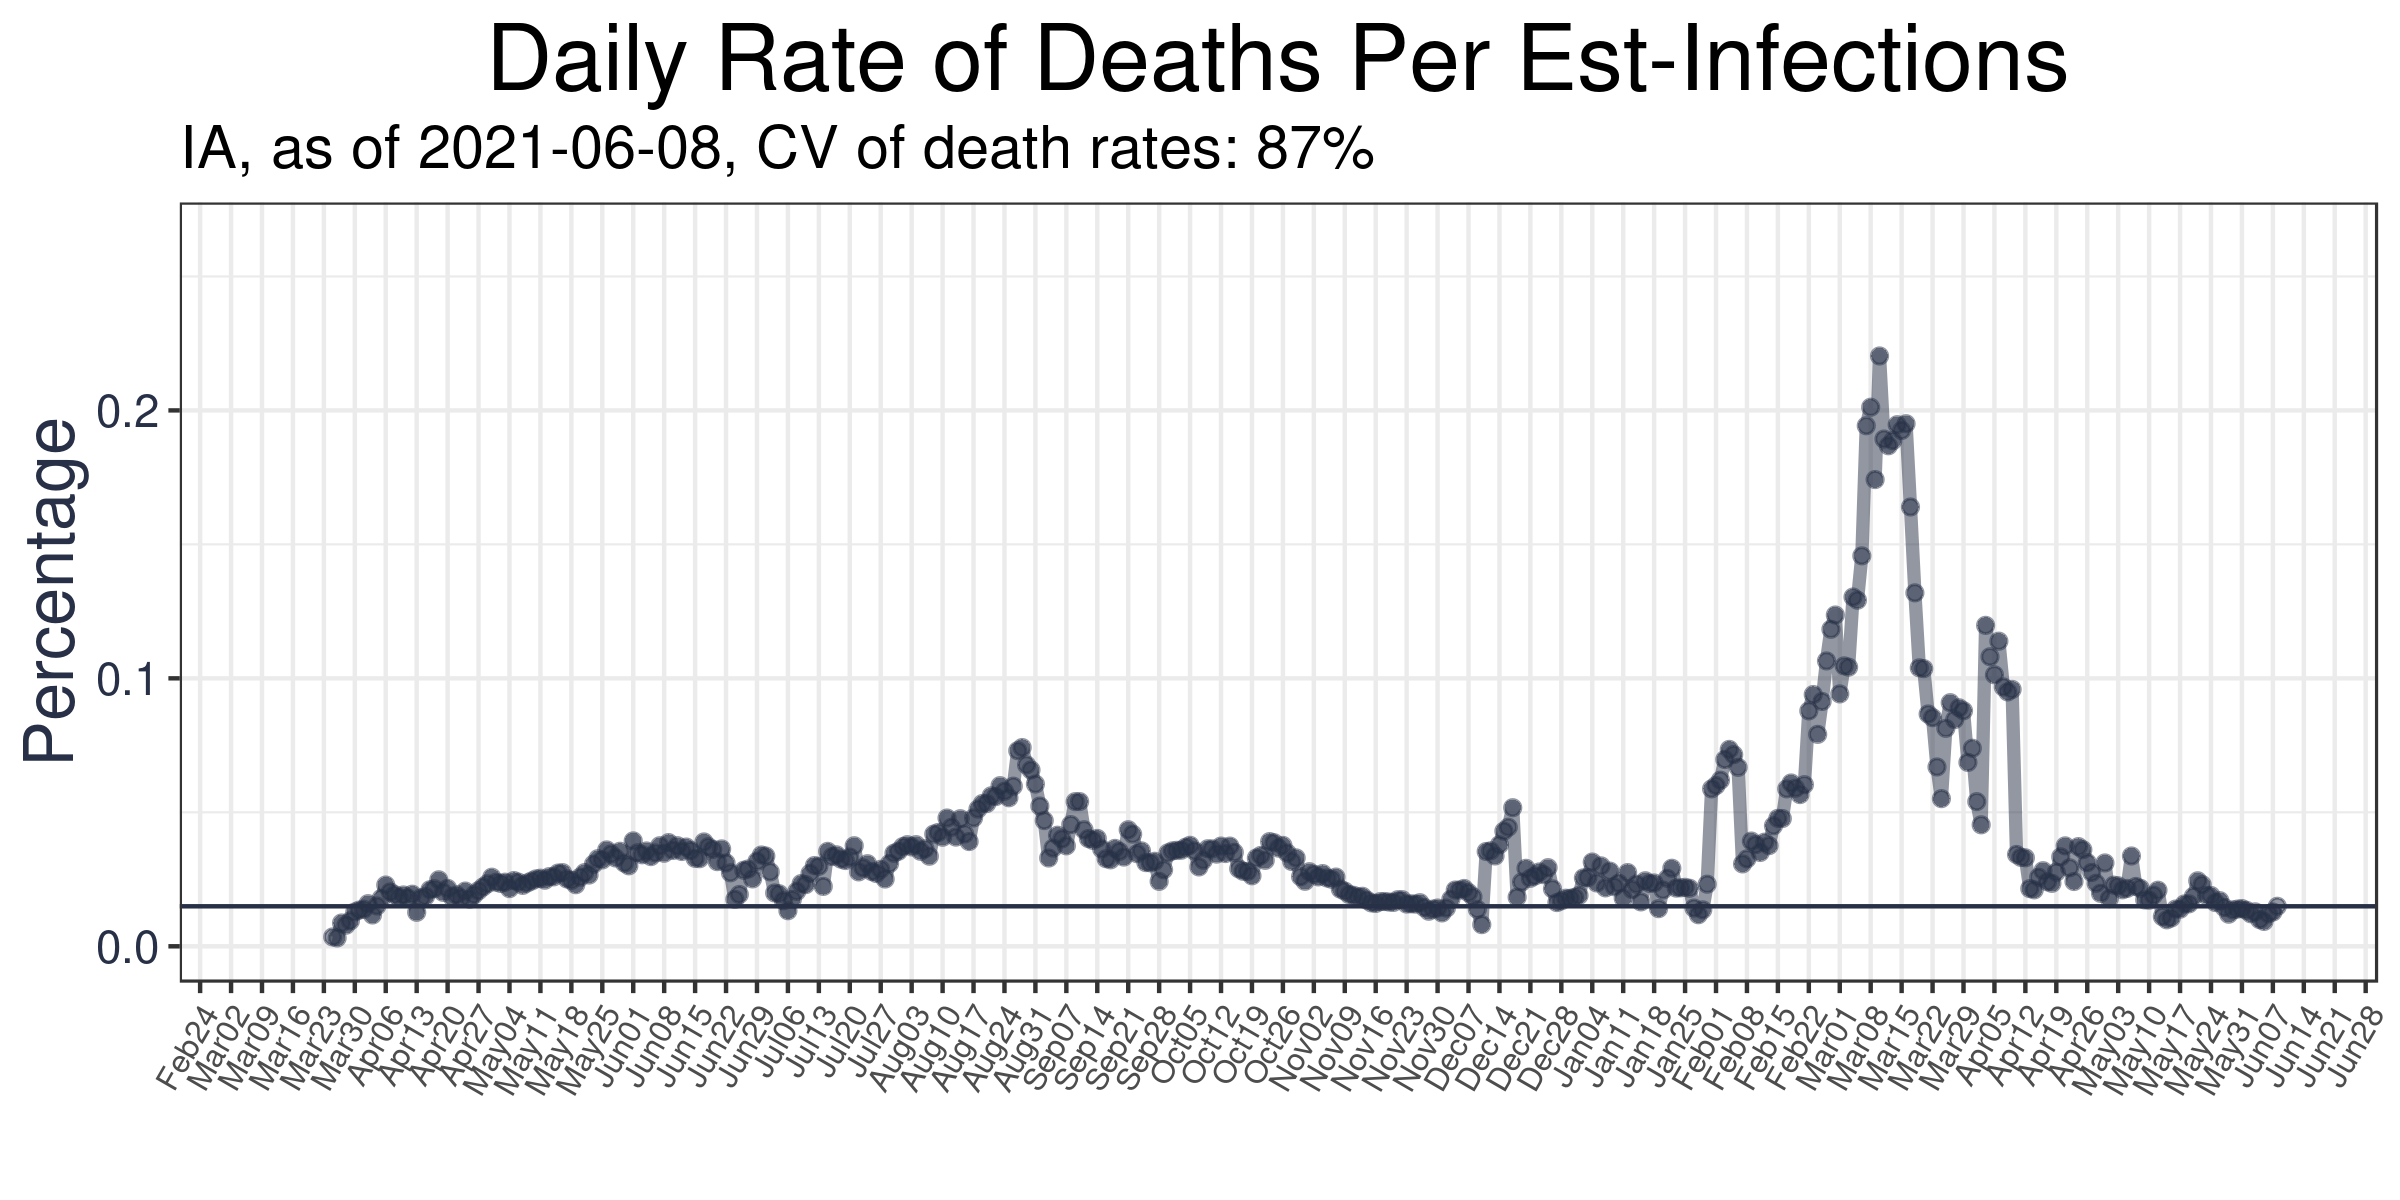 Daily Rate of Deaths Per Est-Infections
IA, as of 2021-06-08, CV of death rates: 87%
Percentage
0.2
0.1
0.0
Feb24
Mar02
Mar09
Mar16
Mar23
Mar30
Apr06
Apr13
Apr20
Apr27
May04
May11
May18
May25
Jun01
Jun08
Jun15
Jun22
Jun29
Jul06
Jul13
Jul20
Jul27
Aug03
Aug10
Aug17
Aug24
Aug31
Sep07
Sep14
Sep21
Sep28
Oct05
Oct12
Oct19
Oct26
Nov02
Nov09
Nov16
Nov23
Nov30
Dec07
Dec14
Dec21
Dec28
Jan04
Jan11
Jan18
Jan25
Feb01
Feb08
Feb15
Feb22
Mar01
Mar08
Mar15
Mar22
Mar29
Apr05
Apr12
Apr19
Apr26
May03
May10
May17
May24
May31
Jun07
Jun14
Jun21
Jun28